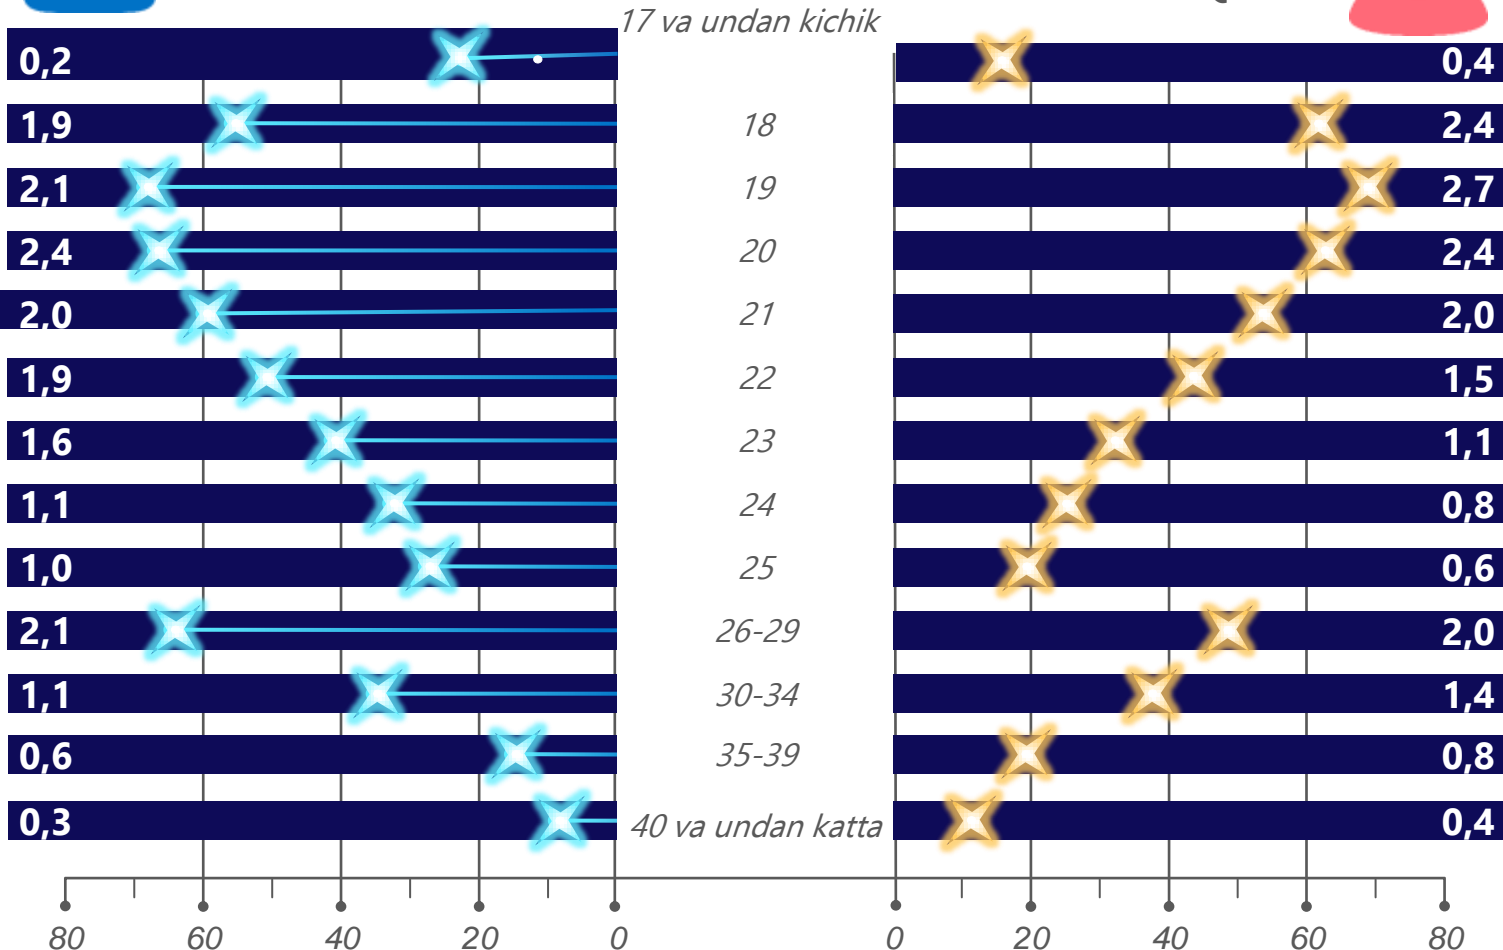 17 va undan kichik
0,2 0,4
1,9 18 2,4
2,1 19 2,7
2,4 20 2,4
2,0 21 2,0
1,9 22 1,5
1,6 23 1,1
1,1 24 0,8
1,0 25 0,6
2,1 26-29 2,0
1,1 30-34 1,4
0,6 35-39 0,8
0,3 40 va undan katta 0,4
80 60 40 20 0 0 20 40 60 80